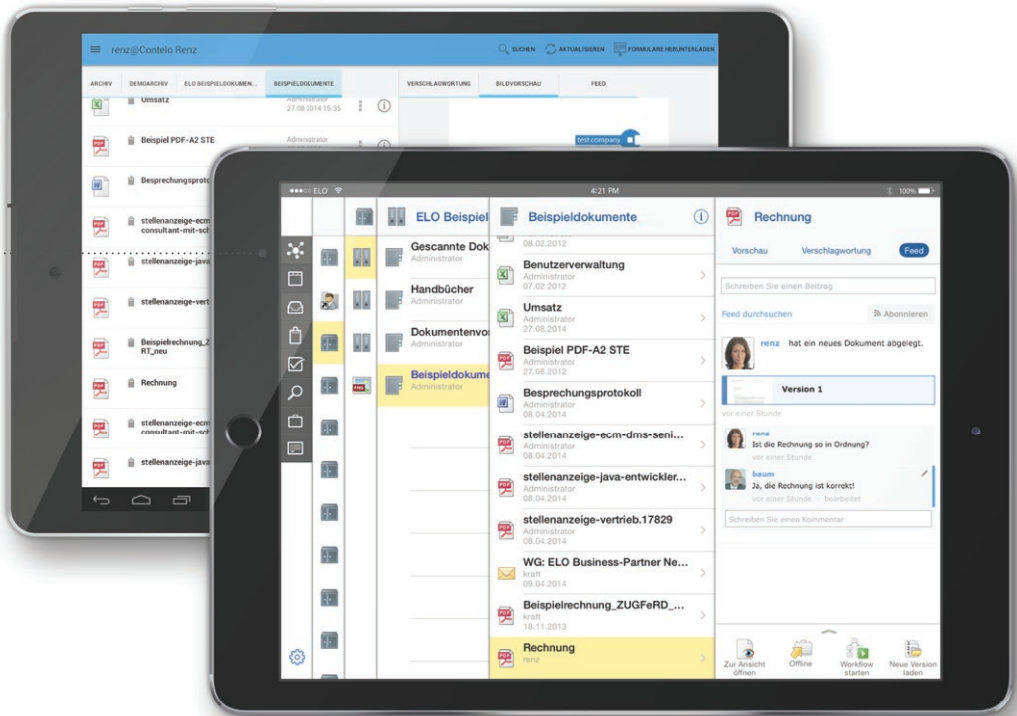 renz@Contelo Renz
SUCHEN
AKTUALISIEREN
FORMULARE HERUNTERLADEN
ARCHIV
DEMOARCHIV
ELO BEISPIELDOKUMEN...
BEISPIELDOKUMENTE
VERSCHLAGWORTUNG
BILDVORSCHAU
FEED
Umsatz
Administrator
27.08.2014 15:35
Beispiel PDF-A2 STE
Administrator
test company
Besprechungsproto
stellenanzeige-ecm
consultant-mit-sch
stellenanzeige-java
stellenanzeige-vert
Beispielrechnung_Z
RT_neu
Rechnung
stellenanzeige-ecm
consultant-mit-sch
stellenanzeige-java
ELO
4:21 PM
100%
ELO Beispiel
Gescannte Dok
Administrator
Handbücher
Administrator
Dokumentenvor
Administrator
Beispieldokume
Administrator
Beispieldokumente
08.02.2012
Benutzerverwaltung
Administrator
07.02.2012
Umsatz
Administrator
27.08.2014
Beispiel PDF-A2 STE
Administrator
27.08.2012
Besprechungsprotokoll
Administrator
08.04.2014
stellenanzeige-ecm-dms-seni...
Administrator
08.04.2014
stellenanzeige-java-entwickler...
Administrator
08.04.2014
stellenanzeige-vertrieb.17829
Administrator
08.04.2014
WG: ELO Business-Partner Ne...
kraft
09.04.2014
Beispielrechnung_ZUGFeRD_...
kraft
18.11.2013
Rechnung
renz
Rechnung
Vorschau
Verschlagwortung
Feed
Schreiben Sie einen Beitrag
Feed durchsuchen
Abonnieren
renz hat ein neues Dokument abgelegt.
Version 1
vor einer Stunde
renz
Ist die Rechnung so in Ordnung?
vor einer Stunde
baum
Ja, die Rechnung ist korrekt!
vor einer Stunde · bearbeitet
Schreiben Sie einen Kommentar
Zur Ansicht
öffnen
Offline
Workflow
starten
Neue Version
laden